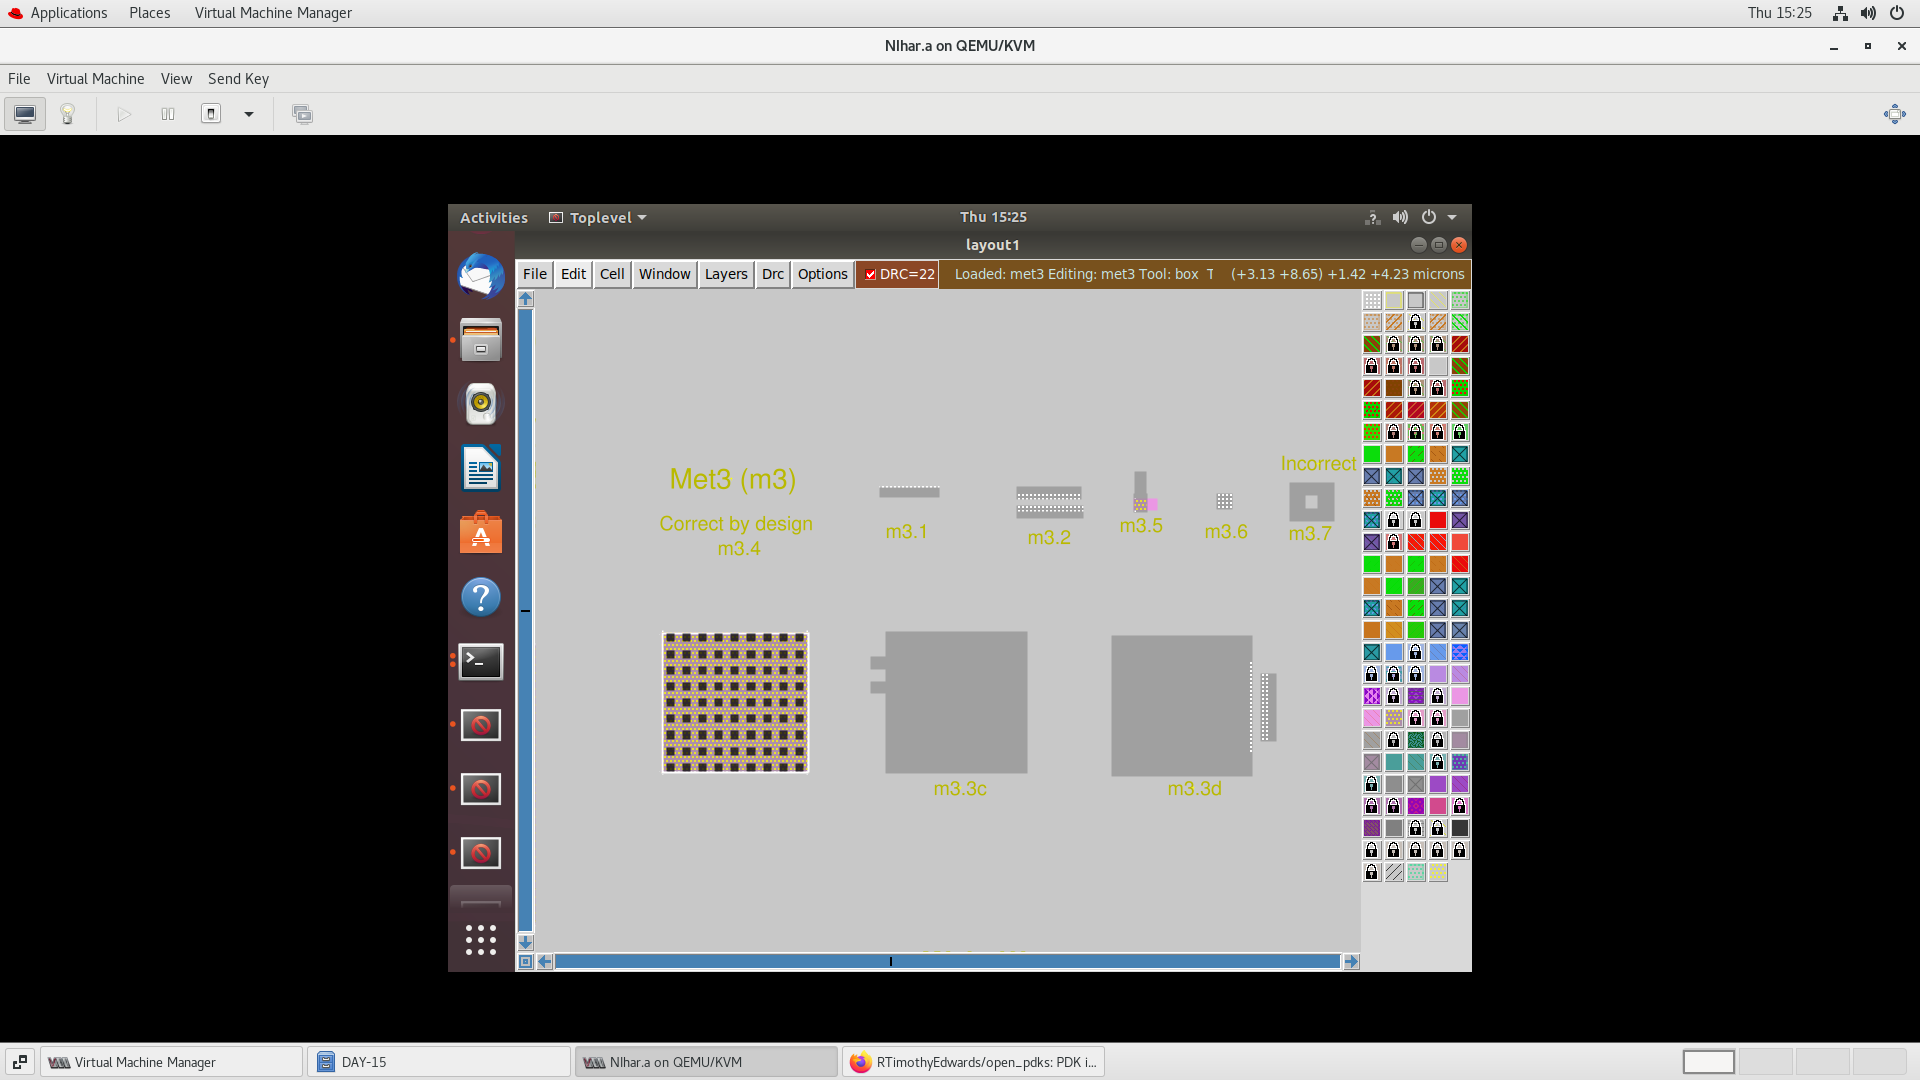 Applications Places Virtual Machine Manager Thu 15:25
NIhar.a on QEMU/KVM
File Virtual Machine View Send Key
Activities Toplevel Thu 15:25
layout1
File Edit Cell Window Layers Drc Options DRC=22 Loaded: met3 Editing: met3 Tool: box T (+3.13 +8.65) +1.42 +4.23 microns
Incorrect
Met3 (m3)
Correct by design
m3.4
m3.1
m3.2
m3.5
m3.6
m3.7
m3.3c
m3.3d
Virtual Machine Manager DAY-15 NIhar.a on QEMU/KVM RTimothyEdwards/open_pdks: PDK i...